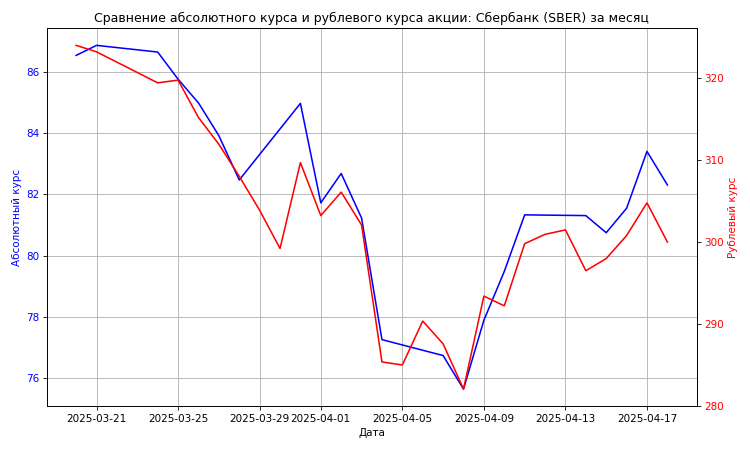 Сравнение абсолютного курса и рублевого курса акции: Сбербанк (SBER) за месяц
Абсолютный курс
86
84
82
80
78
76
320
310
300
290
280
Рублевый курс
2025-03-21 2025-03-25 2025-03-29 2025-04-01 2025-04-05 2025-04-09 2025-04-13 2025-04-17
Дата